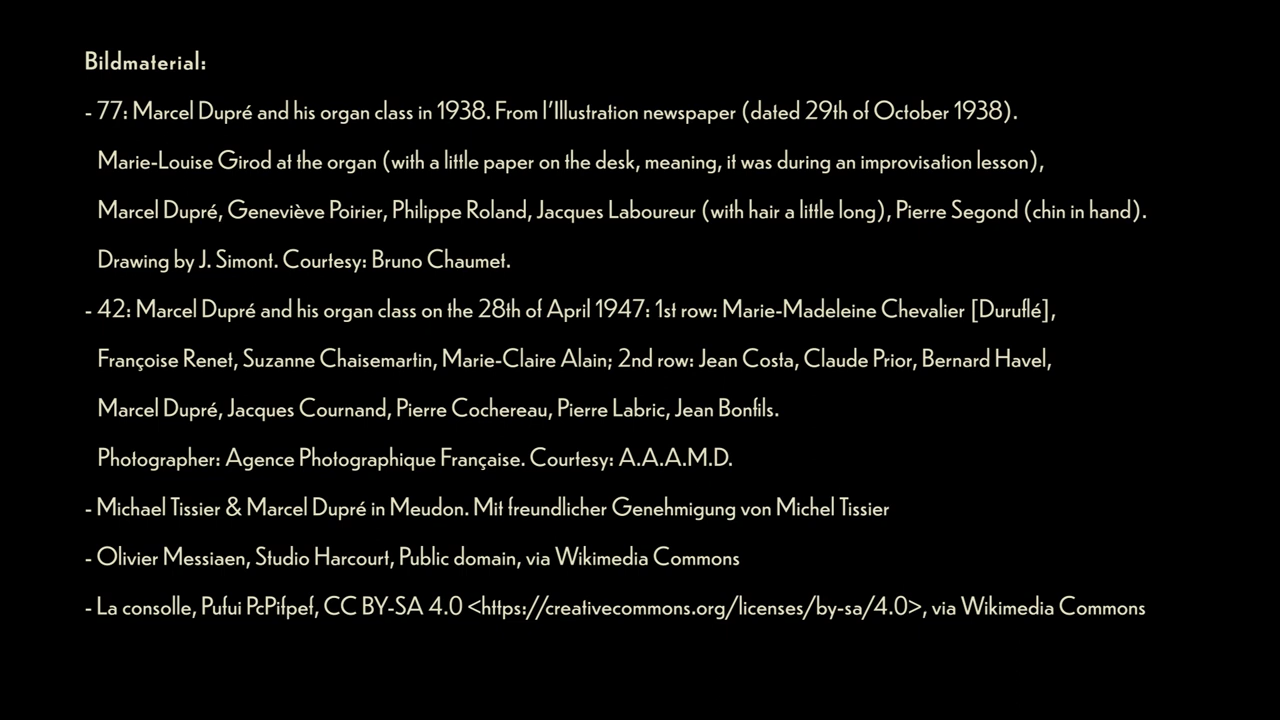 Bildmaterial:
- 77: Marcel Dupré and his organ class in 1938. From l'Illustration newspaper (dated 29th of October 1938).
Marie-Louise Girod at the organ (with a little paper on the desk, meaning, it was during an improvisation lesson),
Marcel Dupré, Geneviève Poirier, Philippe Roland, Jacques Laboureur (with hair a little long), Pierre Segond (chin in hand).
Drawing by J. Simont. Courtesy: Bruno Chaumet.
- 42: Marcel Dupré and his organ class on the 28th of April 1947: 1st row: Marie-Madeleine Chevalier [Duruflé],
Françoise Renet, Suzanne Chaisemartin, Marie-Claire Alain; 2nd row: Jean Costa, Claude Prior, Bernard Havel,
Marcel Dupré, Jacques Cournand, Pierre Cochereau, Pierre Labric, Jean Bonfils.
Photographer: Agence Photographique Française. Courtesy: A.A.A.M.D.
- Michael Tissier & Marcel Dupré in Meudon. Mit freundlicher Genehmigung von Michel Tissier
- Olivier Messiaen, Studio Harcourt, Public domain, via Wikimedia Commons
- La consolle, Pufui PcPifpef, CC BY-SA 4.0 <https://creativecommons.org/licenses/by-sa/4.0>, via Wikimedia Commons